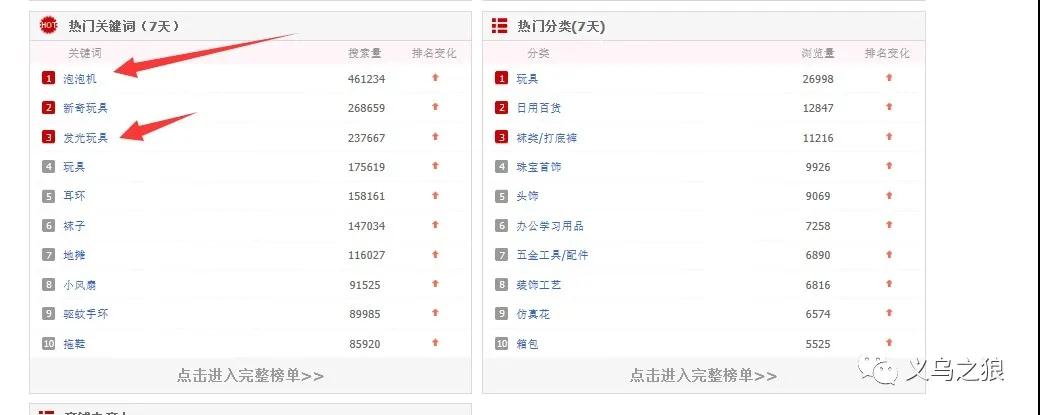 HOT 热门关键词（7天）
关键词 搜索量 排名变化
1 泡泡机 461234
2 新奇玩具 268659
3 发光玩具 237667
4 玩具 175619
5 耳环 158161
6 袜子 147034
7 地摊 116027
8 小风扇 91525
9 驱蚊手环 89985
10 拖鞋 85920
点击进入完整榜单>>
热门分类(7天)
分类 浏览量 排名变化
1 玩具 26998
2 日用百货 12847
3 袜类/打底裤 11216
4 珠宝首饰 9926
5 头饰 9069
6 办公学习用品 7258
7 五金工具/配件 6890
8 装饰工艺 6816
9 仿真花 6574
10 箱包 5525
点击进入完整榜单>>
义乌之狼